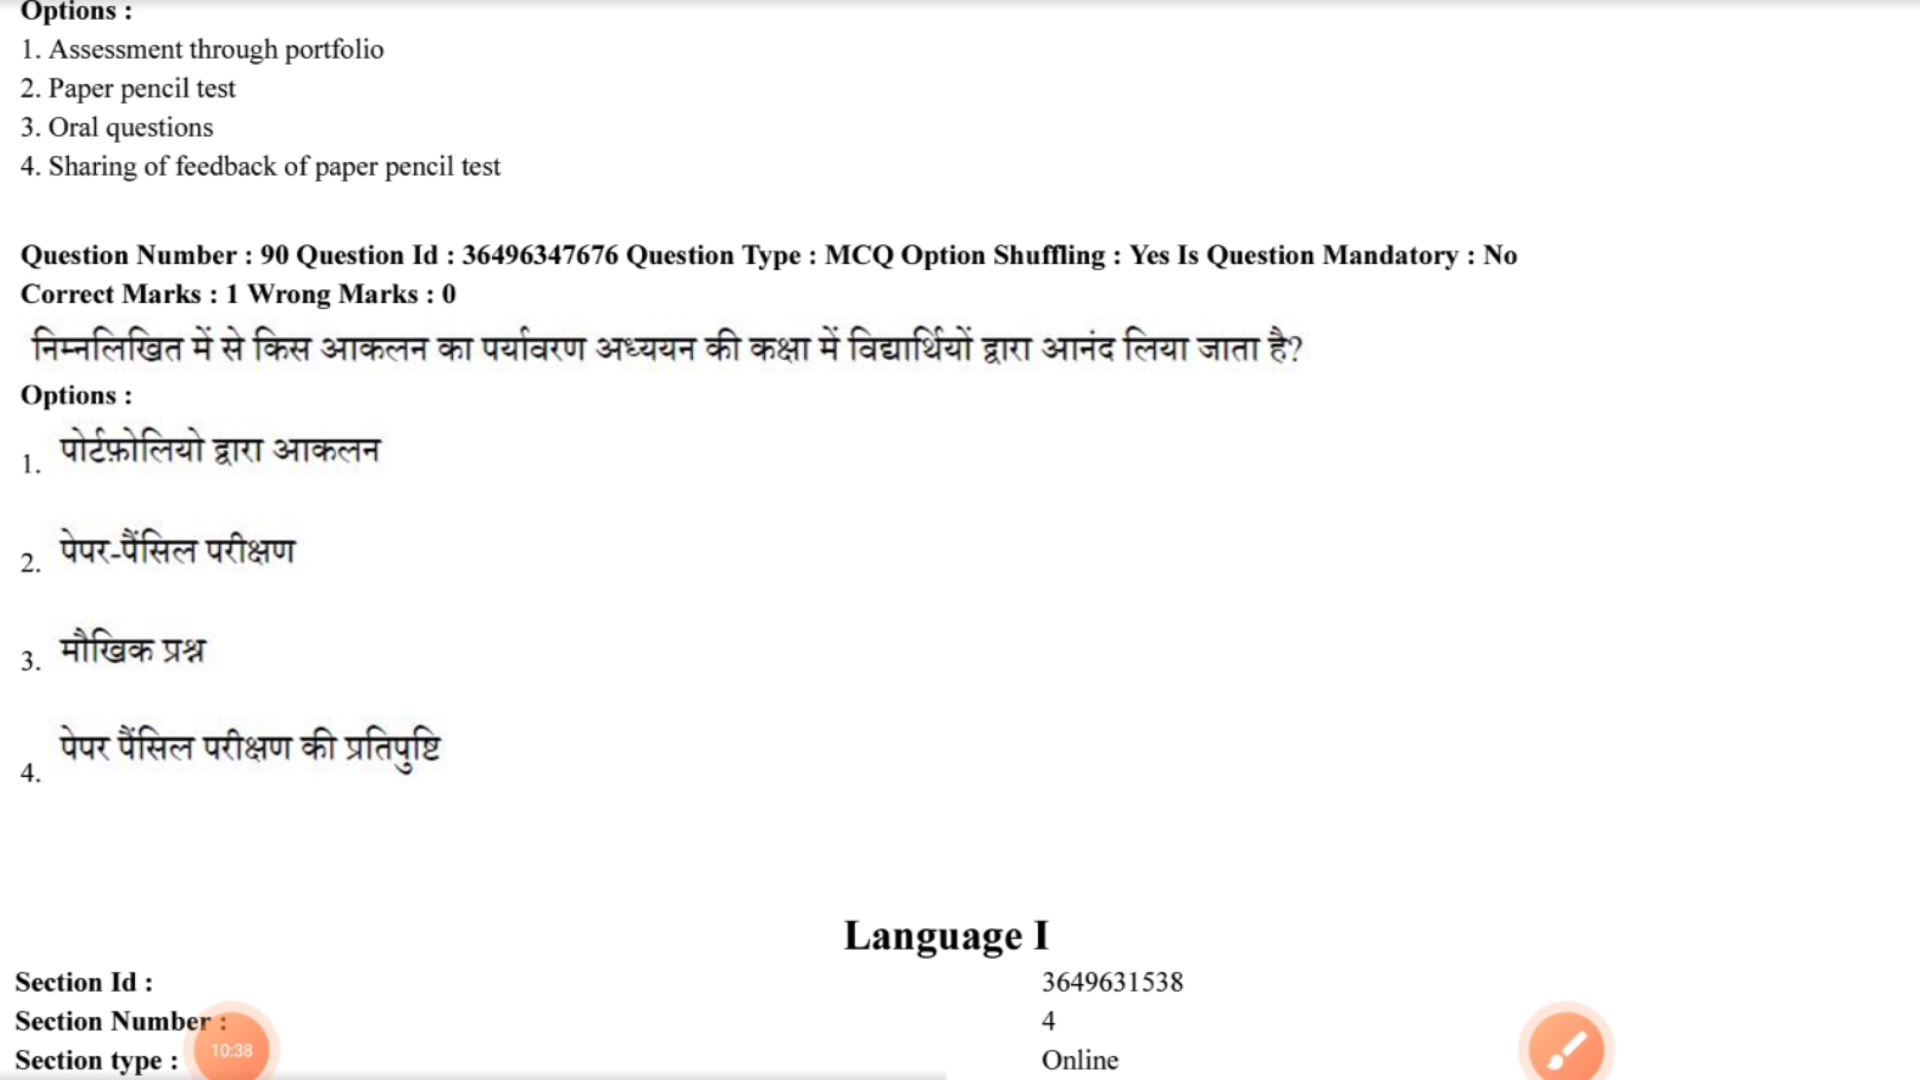 Options :
1. Assessment through portfolio
2. Paper pencil test
3. Oral questions
4. Sharing of feedback of paper pencil test
Question Number : 90 Question Id : 36496347676 Question Type : MCQ Option Shuffling : Yes Is Question Mandatory : No
Correct Marks : 1 Wrong Marks : 0
निम्नलिखित में से किस आकलन का पर्यावरण अध्ययन की कक्षा में विद्यार्थियों द्वारा आनंद लिया जाता है?
Options :
1. पोर्टफ़ोलियो द्वारा आकलन
2. पेपर-पैंसिल परीक्षण
3. मौखिक प्रश्न
4. पेपर पैंसिल परीक्षण की प्रतिपुष्टि
Language I
Section Id : 3649631538
Section Number : 4
Section type : Online
10:38